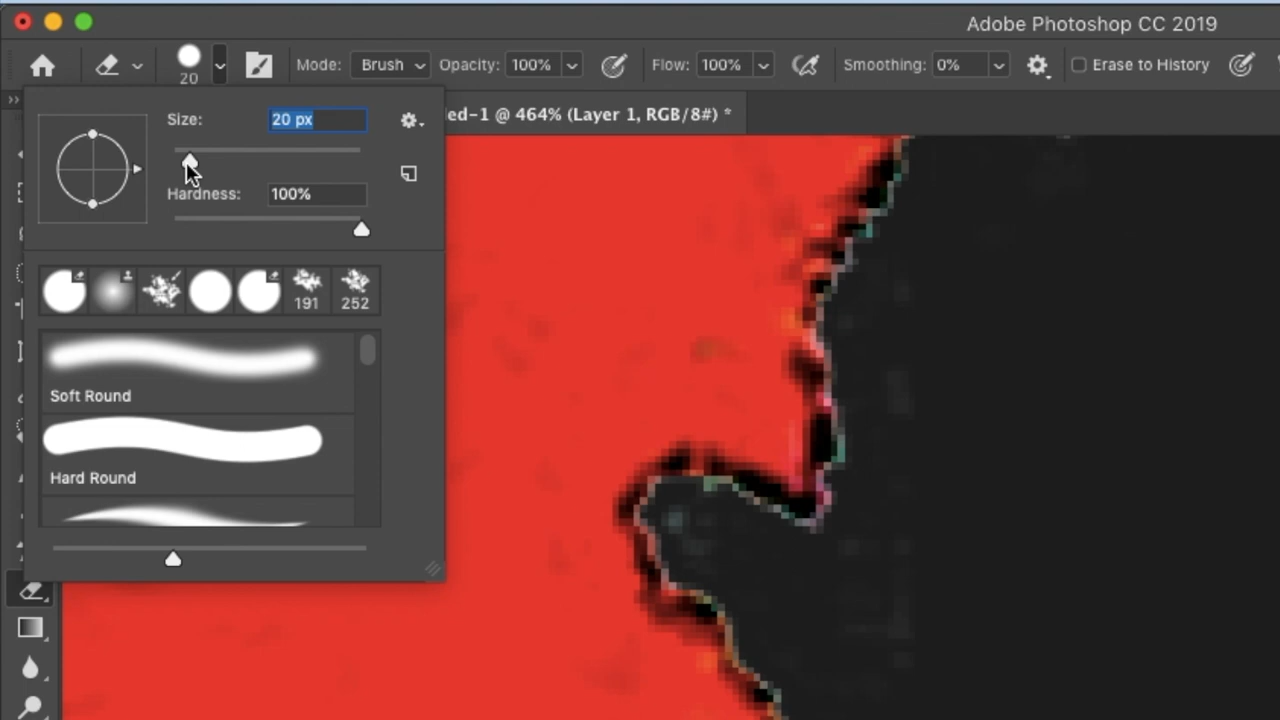 Adobe Photoshop CC 2019
20 Mode: Brush Opacity: 100% Flow: 100% Smoothing: 0% Erase to History
ed-1 @ 464% (Layer 1, RGB/8#) *
Size: 20 px
Hardness: 100%
191 252
Soft Round
Hard Round